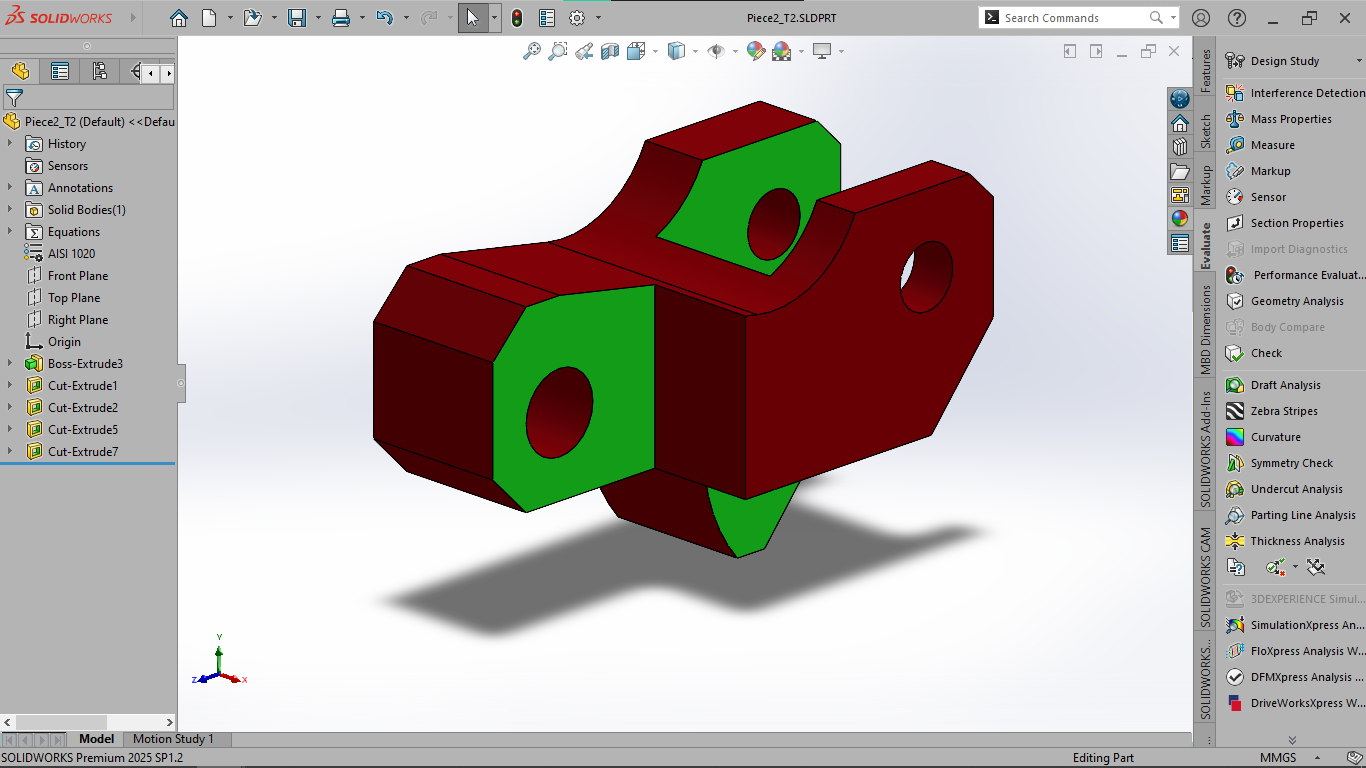 SOLIDWORKS
Piece2_T2.SLDPRT
Search Commands
Piece2_T2 (Default) <<Defau
History
Sensors
Annotations
Solid Bodies(1)
Equations
AISI 1020
Front Plane
Top Plane
Right Plane
Origin
Boss-Extrude3
Cut-Extrude1
Cut-Extrude2
Cut-Extrude5
Cut-Extrude7
Y
Z
X
Features
Sketch
Markup
Evaluate
MBD Dimensions
SOLIDWORKS Add-Ins
SOLIDWORKS CAM
SOLIDWORKS...
Design Study
Interference Detection
Mass Properties
Measure
Markup
Sensor
Section Properties
Import Diagnostics
Performance Evaluat...
Geometry Analysis
Body Compare
Check
Draft Analysis
Zebra Stripes
Curvature
Symmetry Check
Undercut Analysis
Parting Line Analysis
Thickness Analysis
3DEXPERIENCE Simul...
SimulationXpress An...
FloXpress Analysis W...
DFMXpress Analysis ...
DriveWorksXpress W...
Model
Motion Study 1
SOLIDWORKS Premium 2025 SP1.2
Editing Part
MMGS